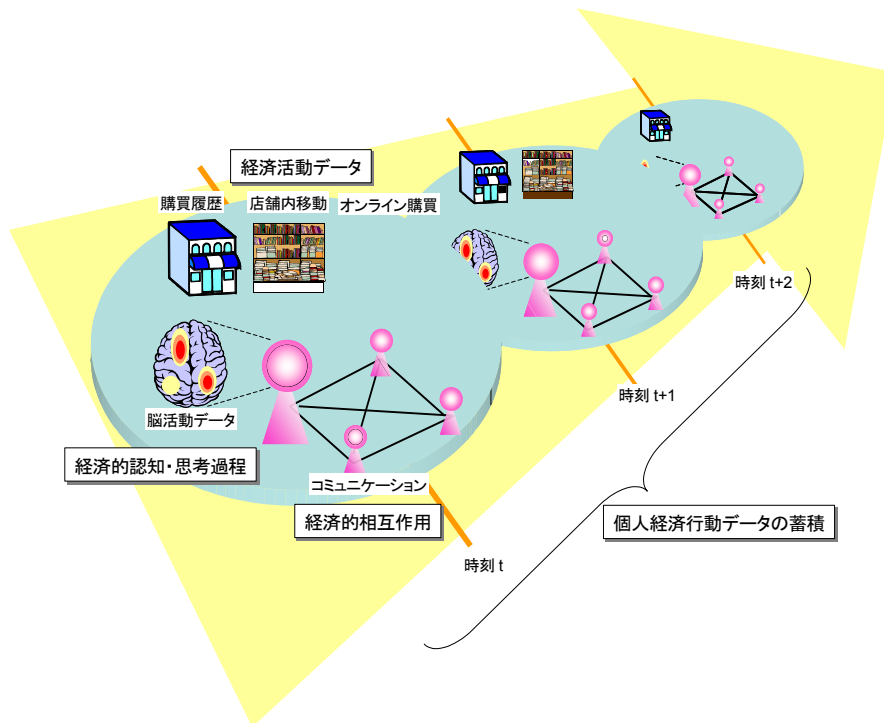 経済活動データ
購買履歴
店舗内移動
オンライン購買
脳活動データ
経済的認知・思考過程
コミュニケーション
経済的相互作用
時刻 t
時刻 t+1
時刻 t+2
個人経済行動データの蓄積